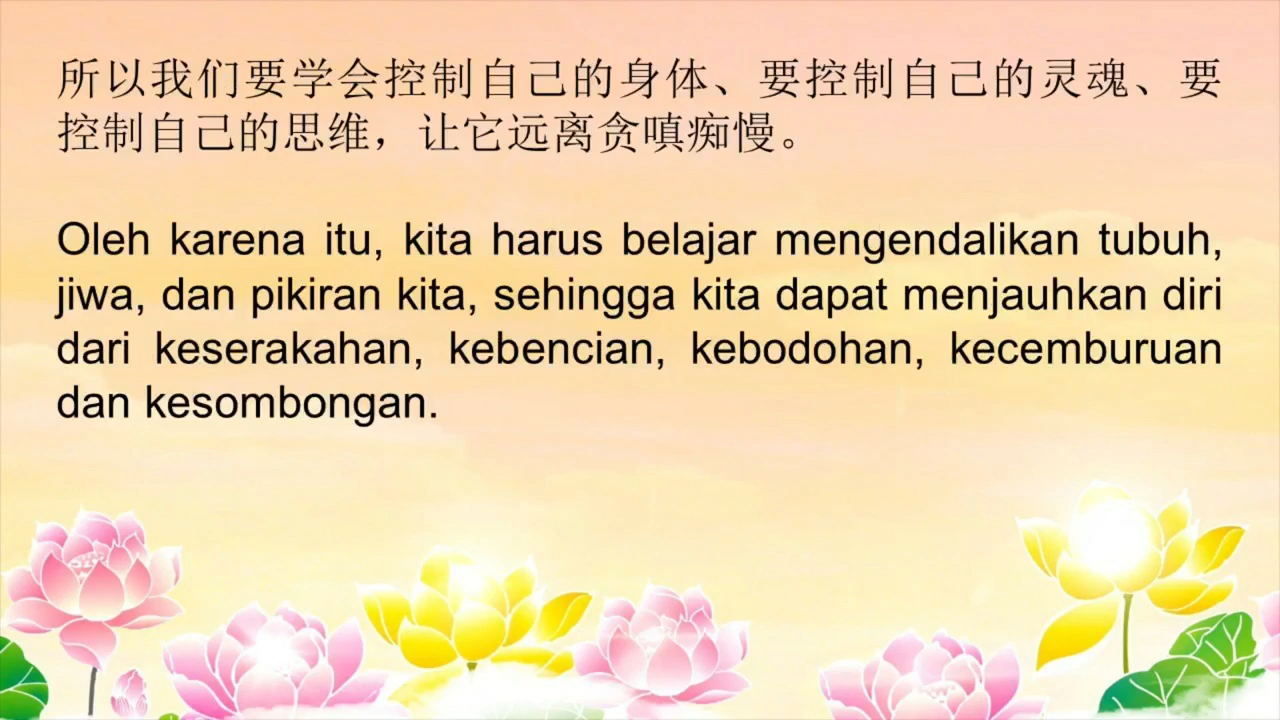 所以我们要学会控制自己的身体、要控制自己的灵魂、要
控制自己的思维，让它远离贪嗔痴慢。
Oleh karena itu, kita harus belajar mengendalikan tubuh,
jiwa, dan pikiran kita, sehingga kita dapat menjauhkan diri
dari keserakahan, kebencian, kebodohan, kecemburuan
dan kesombongan.